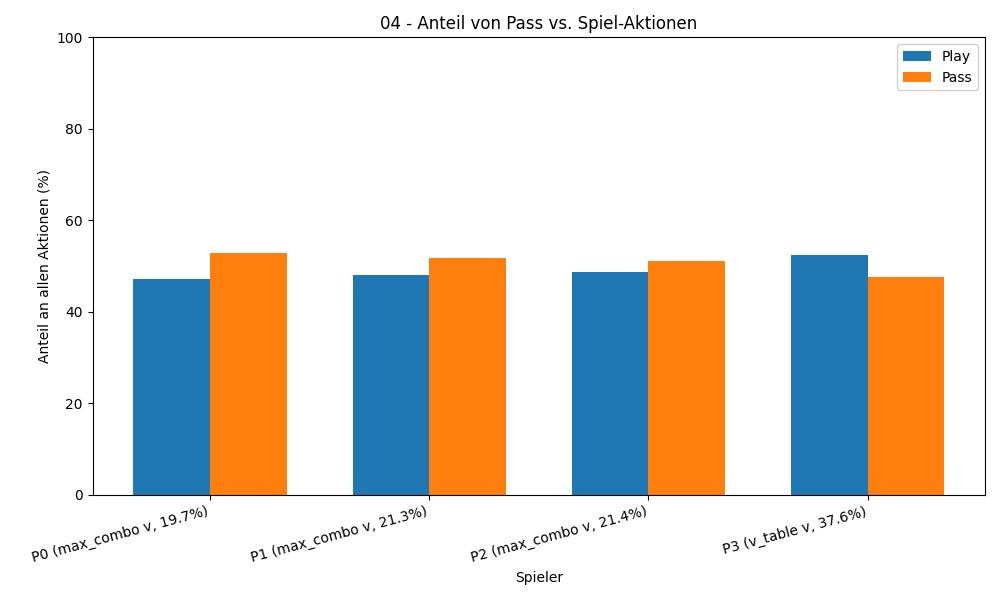 04 - Anteil von Pass vs. Spiel-Aktionen
Anteil an allen Aktionen (%)
100
80
60
40
20
0
Play
Pass
P0 (max_combo v, 19.7%)
P1 (max_combo v, 21.3%)
P2 (max_combo v, 21.4%)
P3 (v_table v, 37.6%)
Spieler